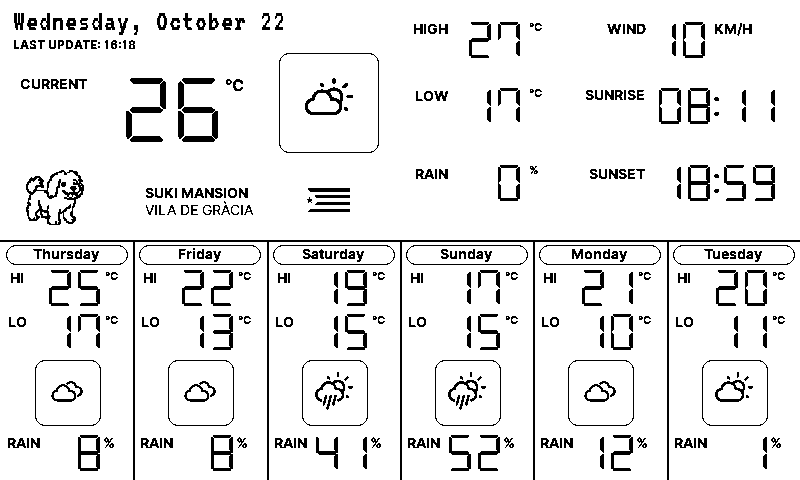 Wednesday, October 22
LAST UPDATE: 16:18
CURRENT 26 °C
SUKI MANSION
VILA DE GRÀCIA
HIGH 27 °C
LOW 17 °C
RAIN 0 %
WIND 10 KM/H
SUNRISE 08:11
SUNSET 18:59
Thursday
HI 25 °C
LO 17 °C
RAIN 8 %
Friday
HI 22 °C
LO 13 °C
RAIN 8 %
Saturday
HI 19 °C
LO 15 °C
RAIN 41 %
Sunday
HI 17 °C
LO 15 °C
RAIN 52 %
Monday
HI 21 °C
LO 10 °C
RAIN 12 %
Tuesday
HI 20 °C
LO 11 °C
RAIN 1 %